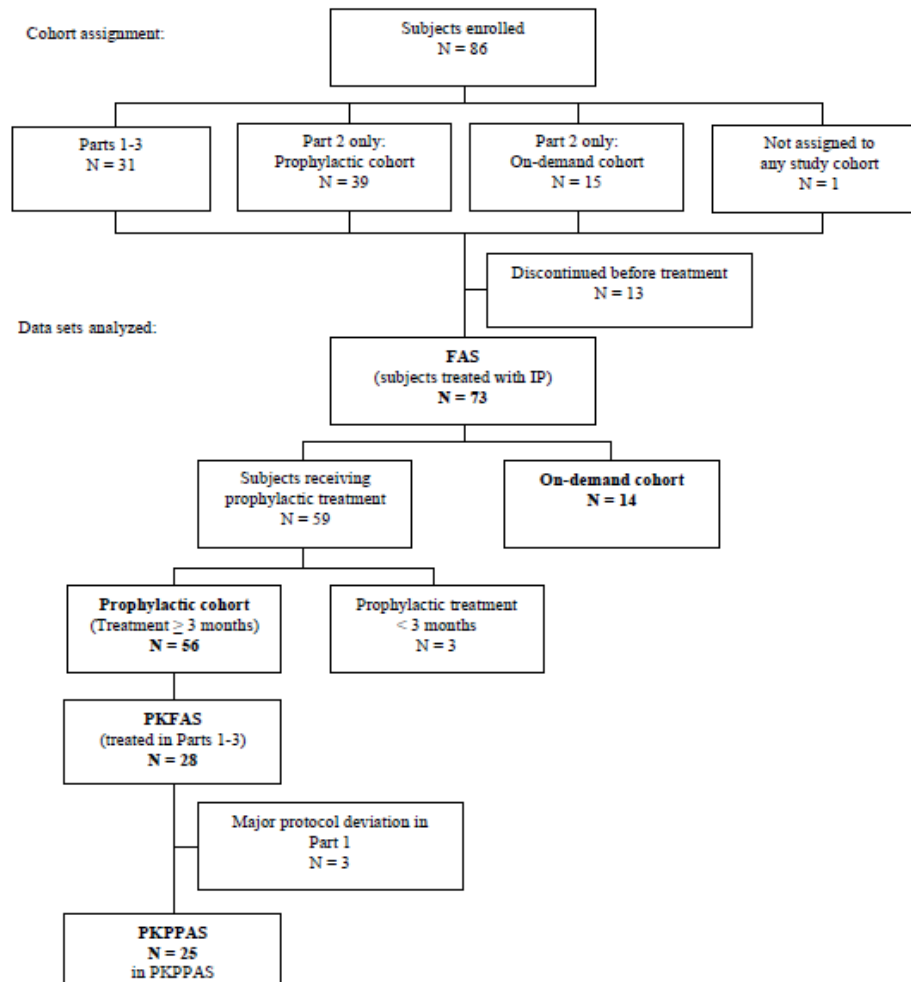 Cohort assignment:
Subjects enrolled
N = 86
Parts 1-3
N = 31
Part 2 only:
Prophylactic cohort
N = 39
Part 2 only:
On-demand cohort
N = 15
Not assigned to
any study cohort
N = 1
Discontinued before treatment
N = 13
Data sets analyzed:
FAS
(subjects treated with IP)
N = 73
Subjects receiving
prophylactic treatment
N = 59
On-demand cohort
N = 14
Prophylactic cohort
(Treatment ≥ 3 months)
N = 56
Prophylactic treatment
< 3 months
N = 3
PKFAS
(treated in Parts 1-3)
N = 28
Major protocol deviation in
Part 1
N = 3
PKPPAS
N = 25
in PKPPAS